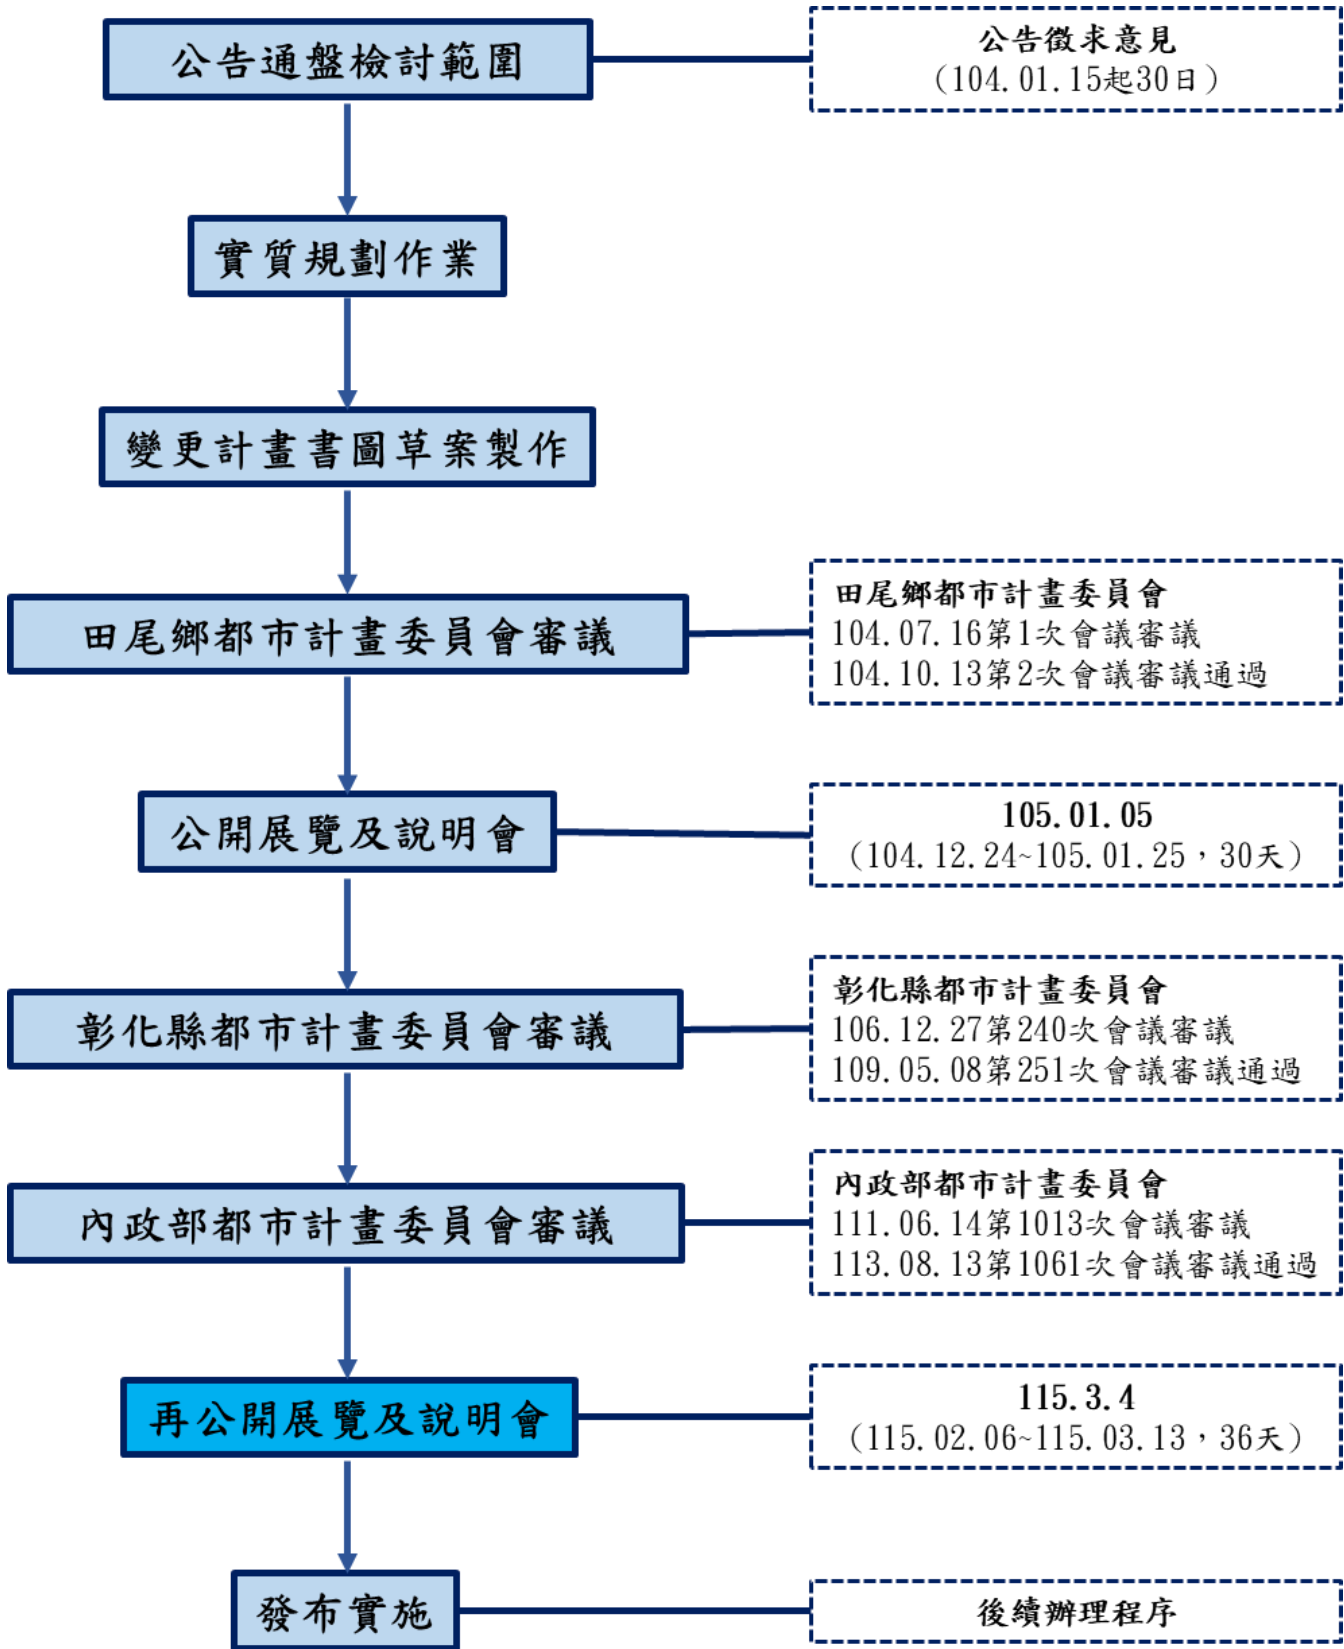 公告通盤檢討範圍
公告徵求意見
（104.01.15起30日）
實質規劃作業
變更計畫書圖草案製作
田尾鄉都市計畫委員會審議
田尾鄉都市計畫委員會
104.07.16第1次會議審議
104.10.13第2次會議審議通過
公開展覽及說明會
105.01.05
（104.12.24~105.01.25，30天）
彰化縣都市計畫委員會審議
彰化縣都市計畫委員會
106.12.27第240次會議審議
109.05.08第251次會議審議通過
內政部都市計畫委員會審議
內政部都市計畫委員會
111.06.14第1013次會議審議
113.08.13第1061次會議審議通過
再公開展覽及說明會
115.3.4
（115.02.06~115.03.13，36天）
發布實施
後續辦理程序